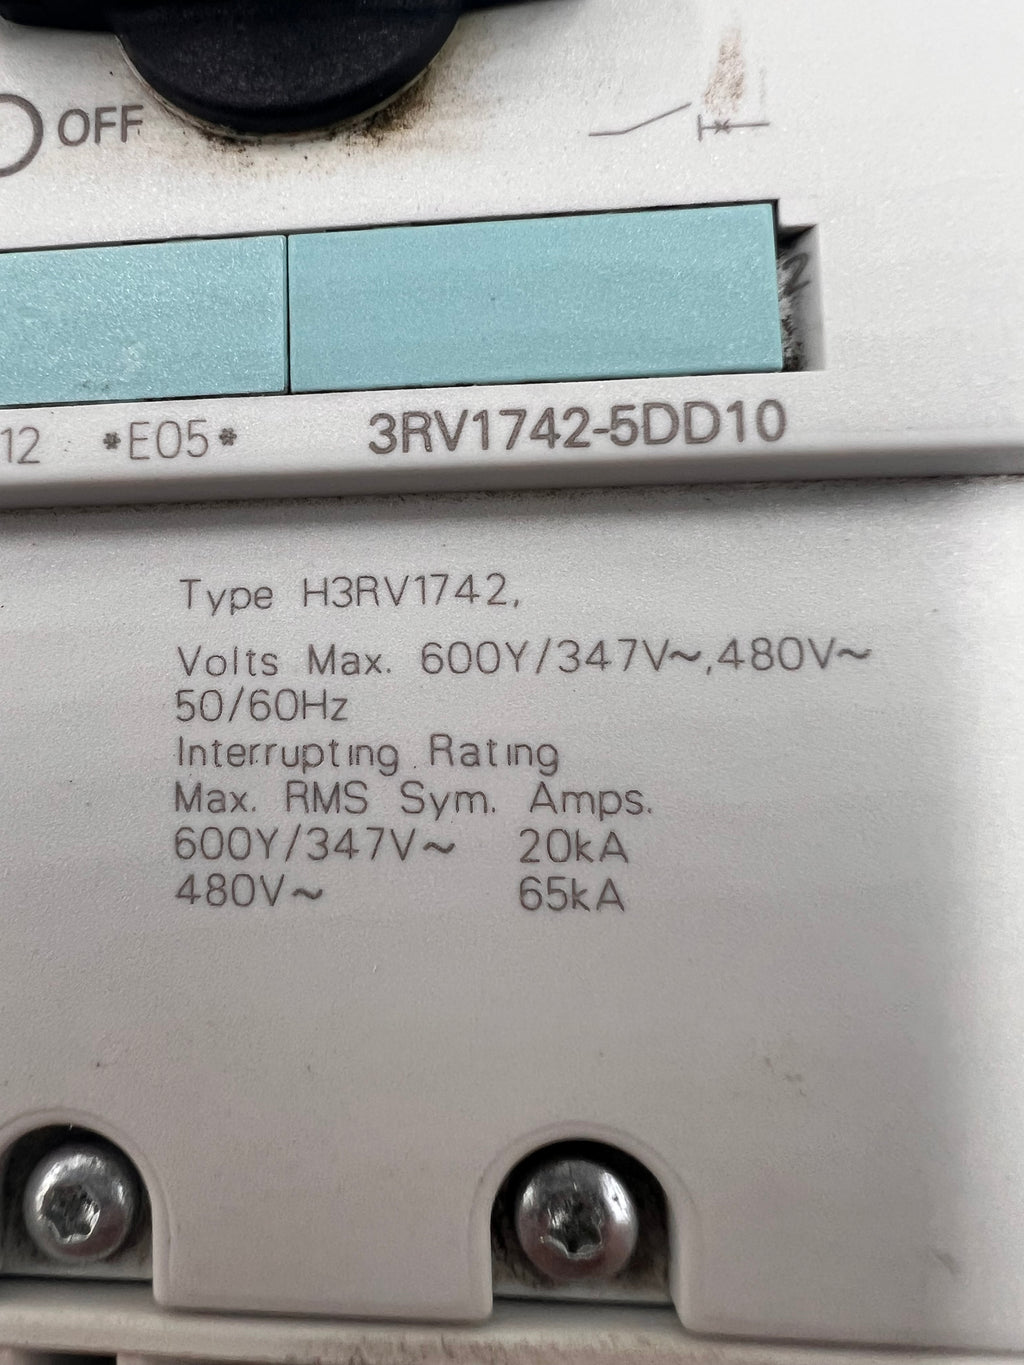 OFF
12 *E05* 3RV1742-5DD10
Type H3RV1742,
Volts Max. 600Y/347V~,480V~
50/60Hz
Interrupting Rating
Max. RMS Sym. Amps.
600Y/347V~ 20kA
480V~ 65kA